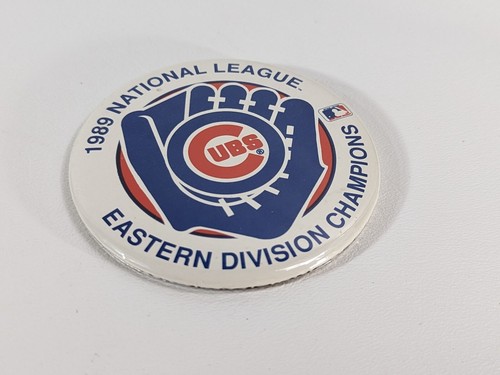 1989 NATIONAL LEAGUE
CUBS
EASTERN DIVISION CHAMPIONS